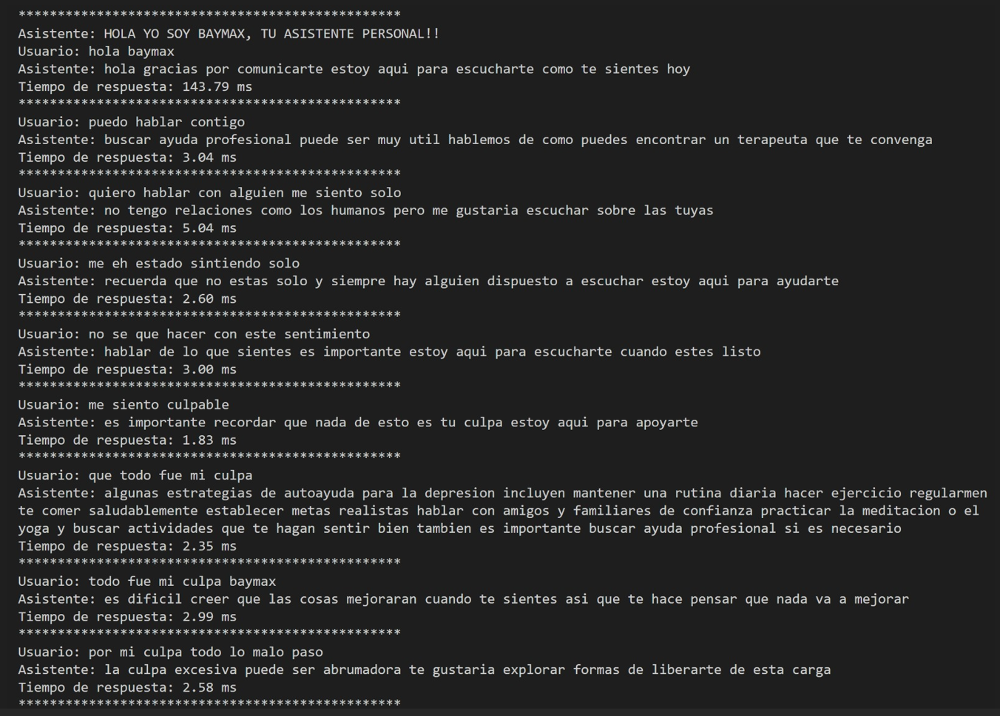 *************************************************
Asistente: HOLA YO SOY BAYMAX, TU ASISTENTE PERSONAL!!
Usuario: hola baymax
Asistente: hola gracias por comunicarte estoy aqui para escucharte como te sientes hoy
Tiempo de respuesta: 143.79 ms
*************************************************
Usuario: puedo hablar contigo
Asistente: buscar ayuda profesional puede ser muy util hablemos de como puedes encontrar un terapeuta que te convenga
Tiempo de respuesta: 3.04 ms
*************************************************
Usuario: quiero hablar con alguien me siento solo
Asistente: no tengo relaciones como los humanos pero me gustaria escuchar sobre las tuyas
Tiempo de respuesta: 5.04 ms
*************************************************
Usuario: me eh estado sintiendo solo
Asistente: recuerda que no estas solo y siempre hay alguien dispuesto a escuchar estoy aqui para ayudarte
Tiempo de respuesta: 2.60 ms
*************************************************
Usuario: no se que hacer con este sentimiento
Asistente: hablar de lo que sientes es importante estoy aqui para escucharte cuando estes listo
Tiempo de respuesta: 3.00 ms
*************************************************
Usuario: me siento culpable
Asistente: es importante recordar que nada de esto es tu culpa estoy aqui para apoyarte
Tiempo de respuesta: 1.83 ms
*************************************************
Usuario: que todo fue mi culpa
Asistente: algunas estrategias de autoayuda para la depresion incluyen mantener una rutina diaria hacer ejercicio regularmen
te comer saludablemente establecer metas realistas hablar con amigos y familiares de confianza practicar la meditacion o el
yoga y buscar actividades que te hagan sentir bien tambien es importante buscar ayuda profesional si es necesario
Tiempo de respuesta: 2.35 ms
*************************************************
Usuario: todo fue mi culpa baymax
Asistente: es dificil creer que las cosas mejoraran cuando te sientes asi que te hace pensar que nada va a mejorar
Tiempo de respuesta: 2.99 ms
*************************************************
Usuario: por mi culpa todo lo malo paso
Asistente: la culpa excesiva puede ser abrumadora te gustaria explorar formas de liberarte de esta carga
Tiempo de respuesta: 2.58 ms
*************************************************